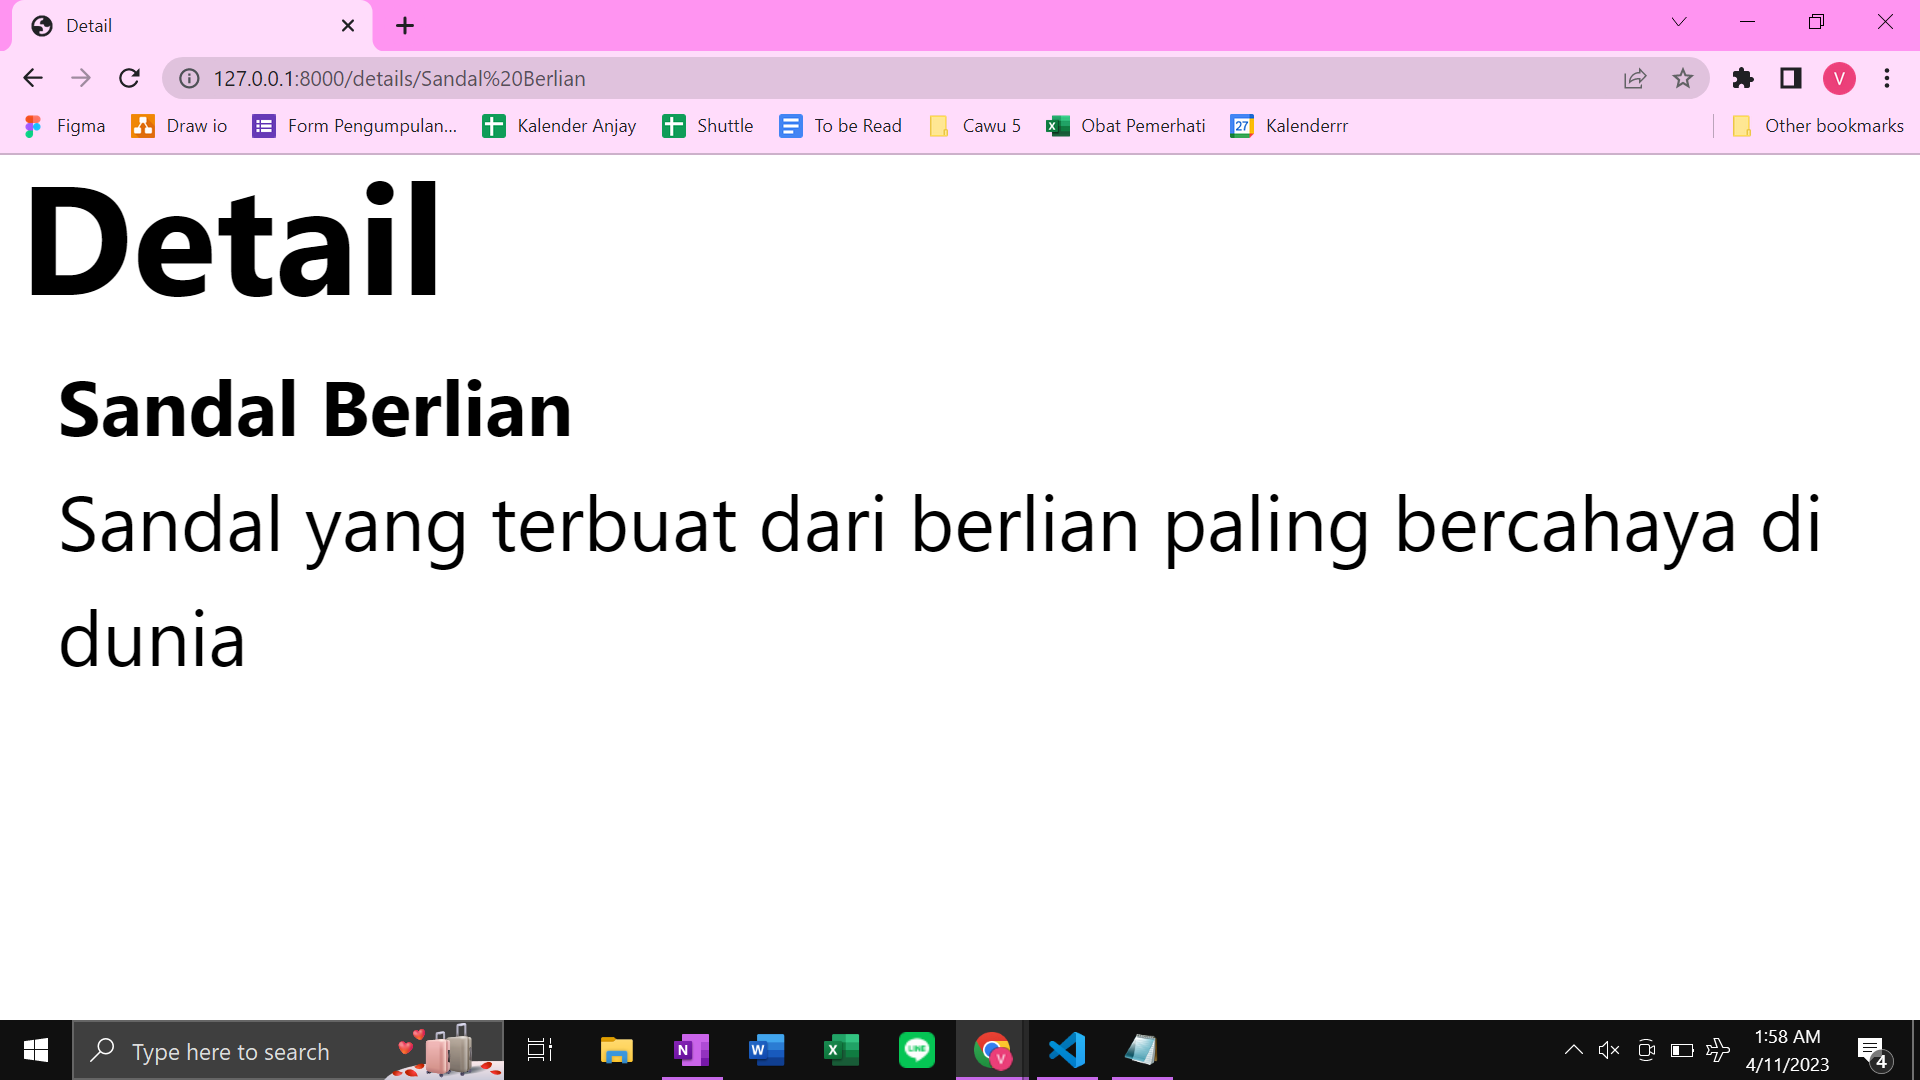 Detail
127.0.0.1:8000/details/Sandal%20Berlian
V
Figma
Draw io
Form Pengumpulan...
Kalender Anjay
Shuttle
To be Read
Cawu 5
Obat Pemerhati
27
Kalenderrr
Other bookmarks
Detail
Sandal Berlian
Sandal yang terbuat dari berlian paling bercahaya di
dunia
Type here to search
N
W
X
LINE
V
1:58 AM
4/11/2023
4